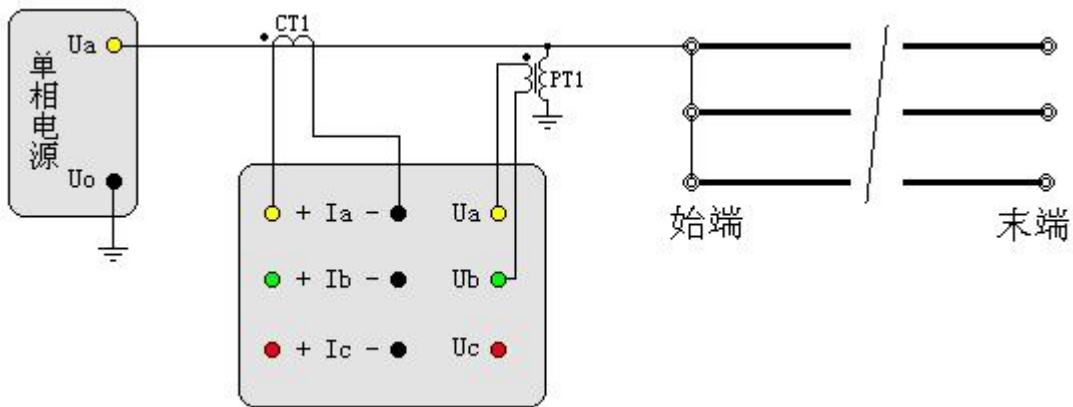 CT1
Ua
PT1
单相电源
Uo
+ Ia - Ua
+ Ib - Ub
+ Ic - Uc
始端
末端